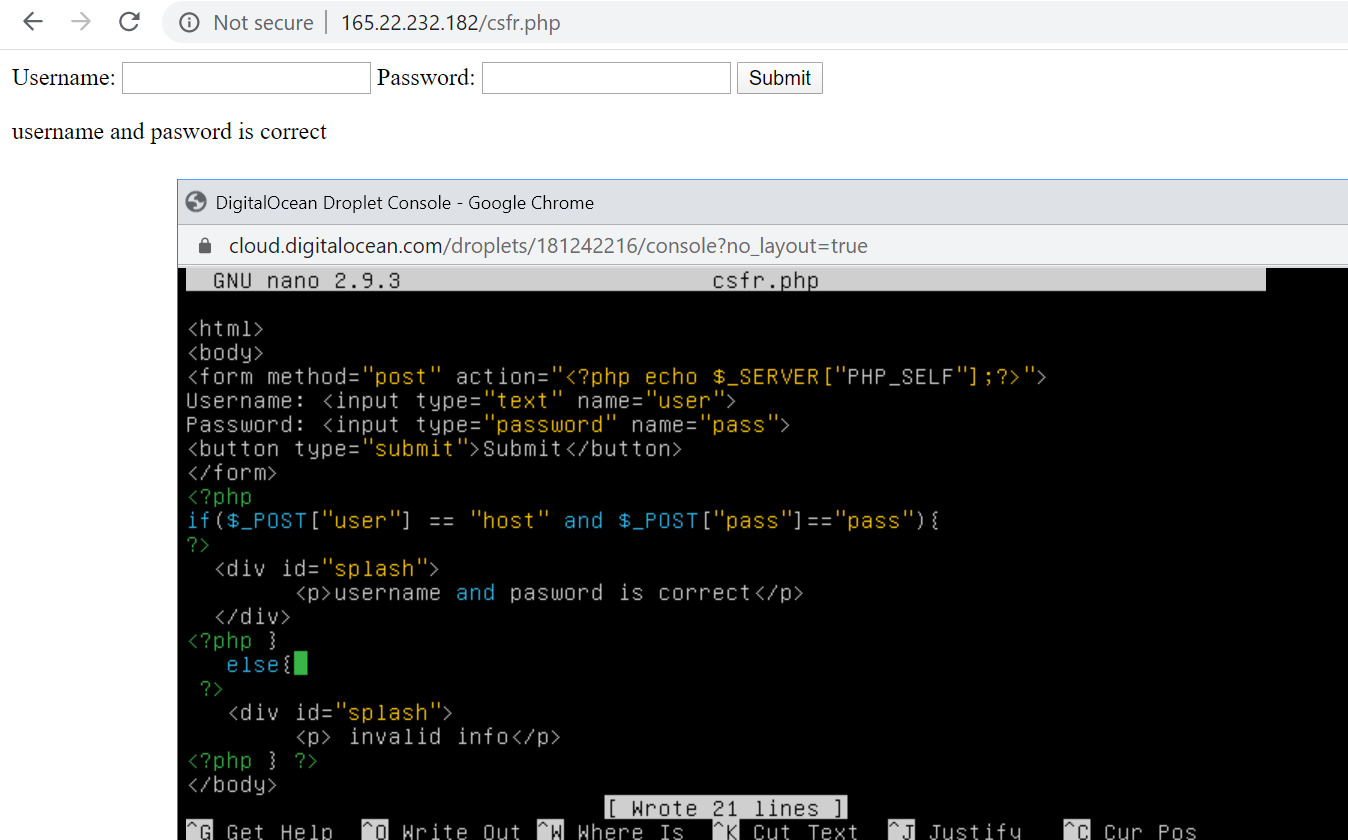 Not secure | 165.22.232.182/csfr.php
Username: Password: Submit
username and pasword is correct
DigitalOcean Droplet Console - Google Chrome
cloud.digitalocean.com/droplets/181242216/console?no_layout=true
GNU nano 2.9.3 csfr.php
<html>
<body>
<form method="post" action="<?php echo $_SERVER["PHP_SELF"];?>">
Username: <input type="text" name="user">
Password: <input type="password" name="pass">
<button type="submit">Submit</button>
</form>
<?php
if($_POST["user"] == "host" and $_POST["pass"]=="pass"){
?>
<div id="splash">
<p>username and pasword is correct</p>
</div>
<?php }
else{
?>
<div id="splash">
<p> invalid info</p>
<?php } ?>
</body>
[ Wrote 21 lines ]
^G Get Help ^O Write Out ^W Where Is ^K Cut Text ^J Justify ^C Cur Pos